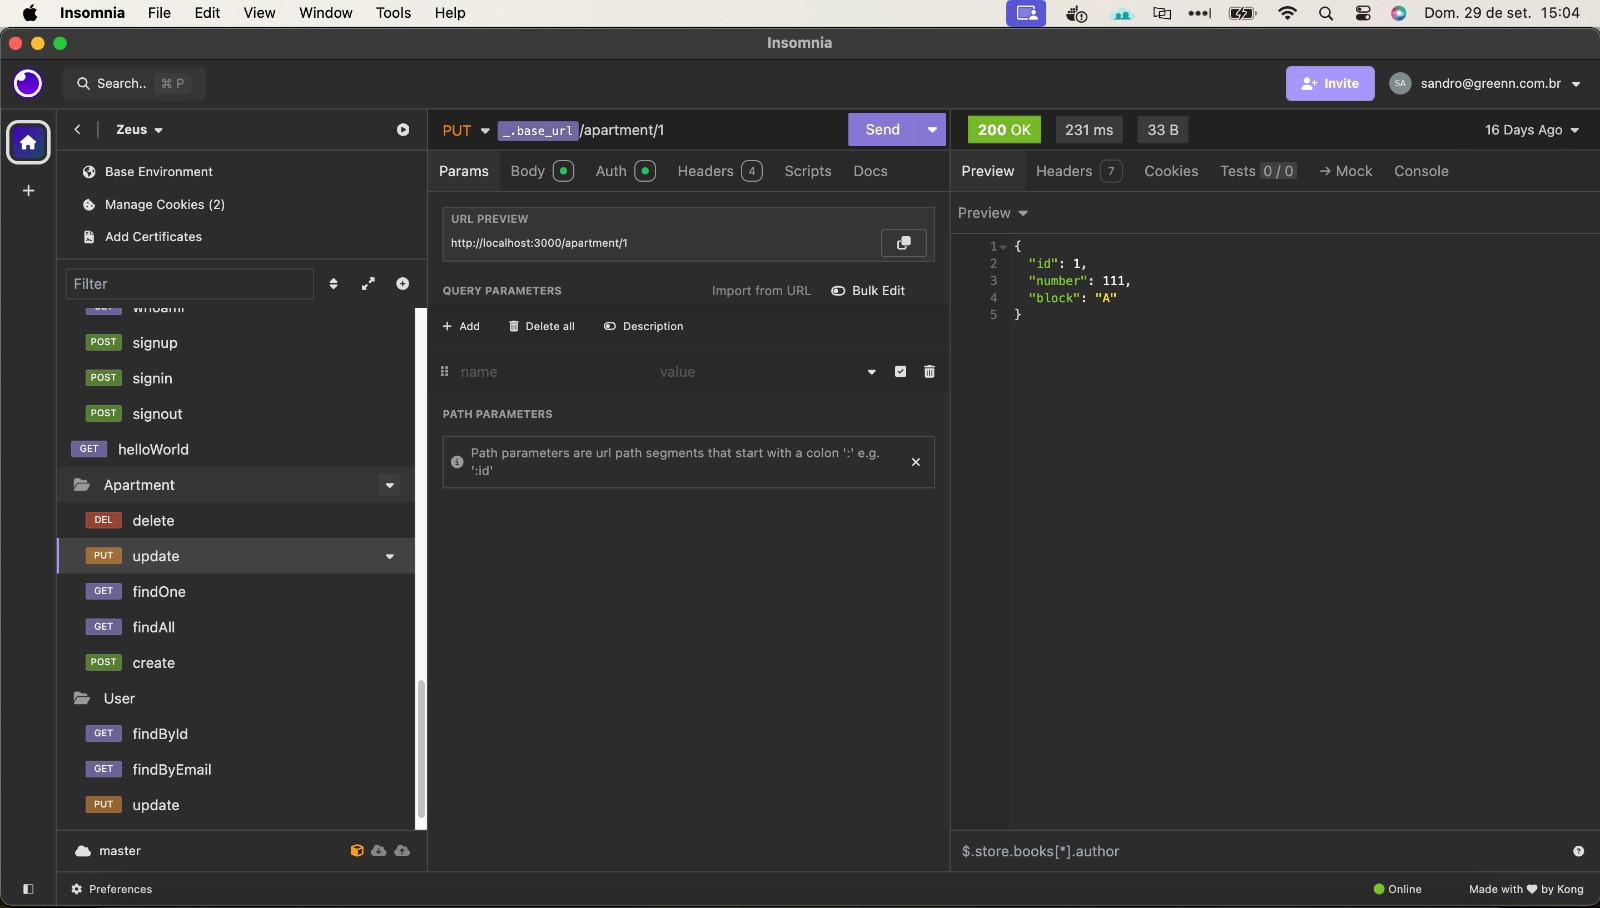 Insomnia File Edit View Window Tools Help Dom. 29 de set. 15:04
Insomnia
Search.. ⌘ P Invite SA sandro@greenn.com.br
Zeus
Base Environment
Manage Cookies (2)
Add Certificates
Filter
whoami
POST signup
POST signin
POST signout
GET helloWorld
Apartment
DEL delete
PUT update
GET findOne
GET findAll
POST create
User
GET findById
GET findByEmail
PUT update
master
Preferences
PUT _.base_url/apartment/1 Send
Params Body Auth Headers 4 Scripts Docs
URL PREVIEW
http://localhost:3000/apartment/1
QUERY PARAMETERS Import from URL Bulk Edit
+ Add Delete all Description
name value
PATH PARAMETERS
Path parameters are url path segments that start with a colon ':' e.g.
':id'
200 OK 231 ms 33 B 16 Days Ago
Preview Headers 7 Cookies Tests 0 / 0 → Mock Console
Preview
1 {
2 "id": 1,
3 "number": 111,
4 "block": "A"
5 }
$.store.books[*].author
Online Made with ♥ by Kong